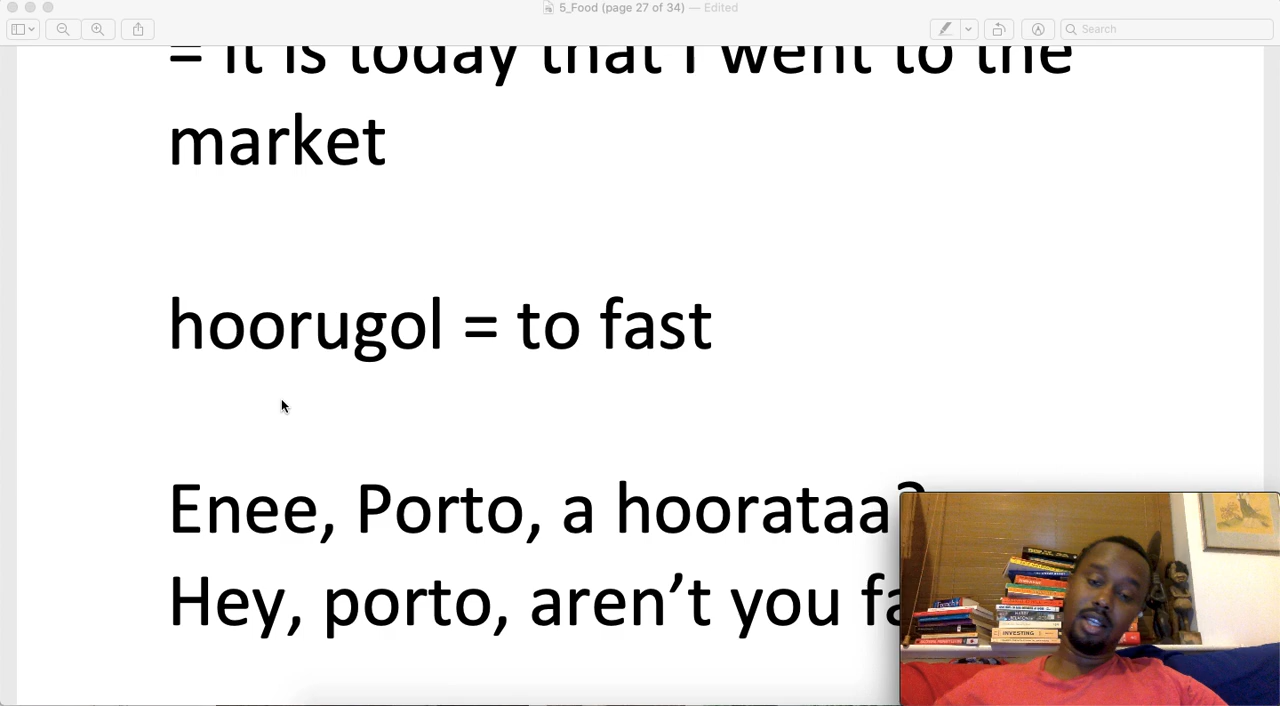 5_Food (page 27 of 34) — Edited
Search
= It is today that I went to the
market
hoorugol = to fast
Enee, Porto, a hoorataa?
Hey, porto, aren’t you
INVESTING